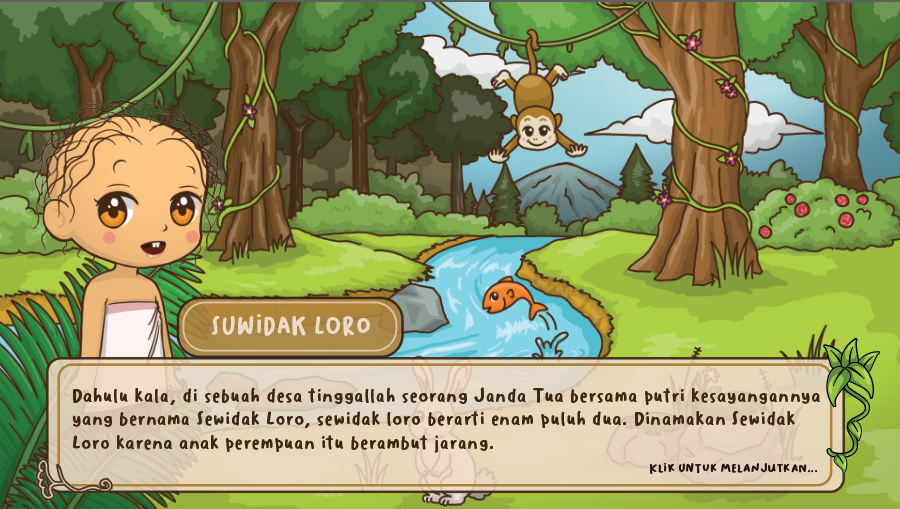 SUWIDAK LORO
Dahulu kala, di sebuah desa tinggallah seorang Janda Tua bersama putri kesayangannya
yang bernama Sewidak Loro, sewidak loro berarti enam puluh dua. Dinamakan Sewidak
Loro karena anak perempuan itu berambut jarang.
KLIK UNTUK MELANJUTKAN...